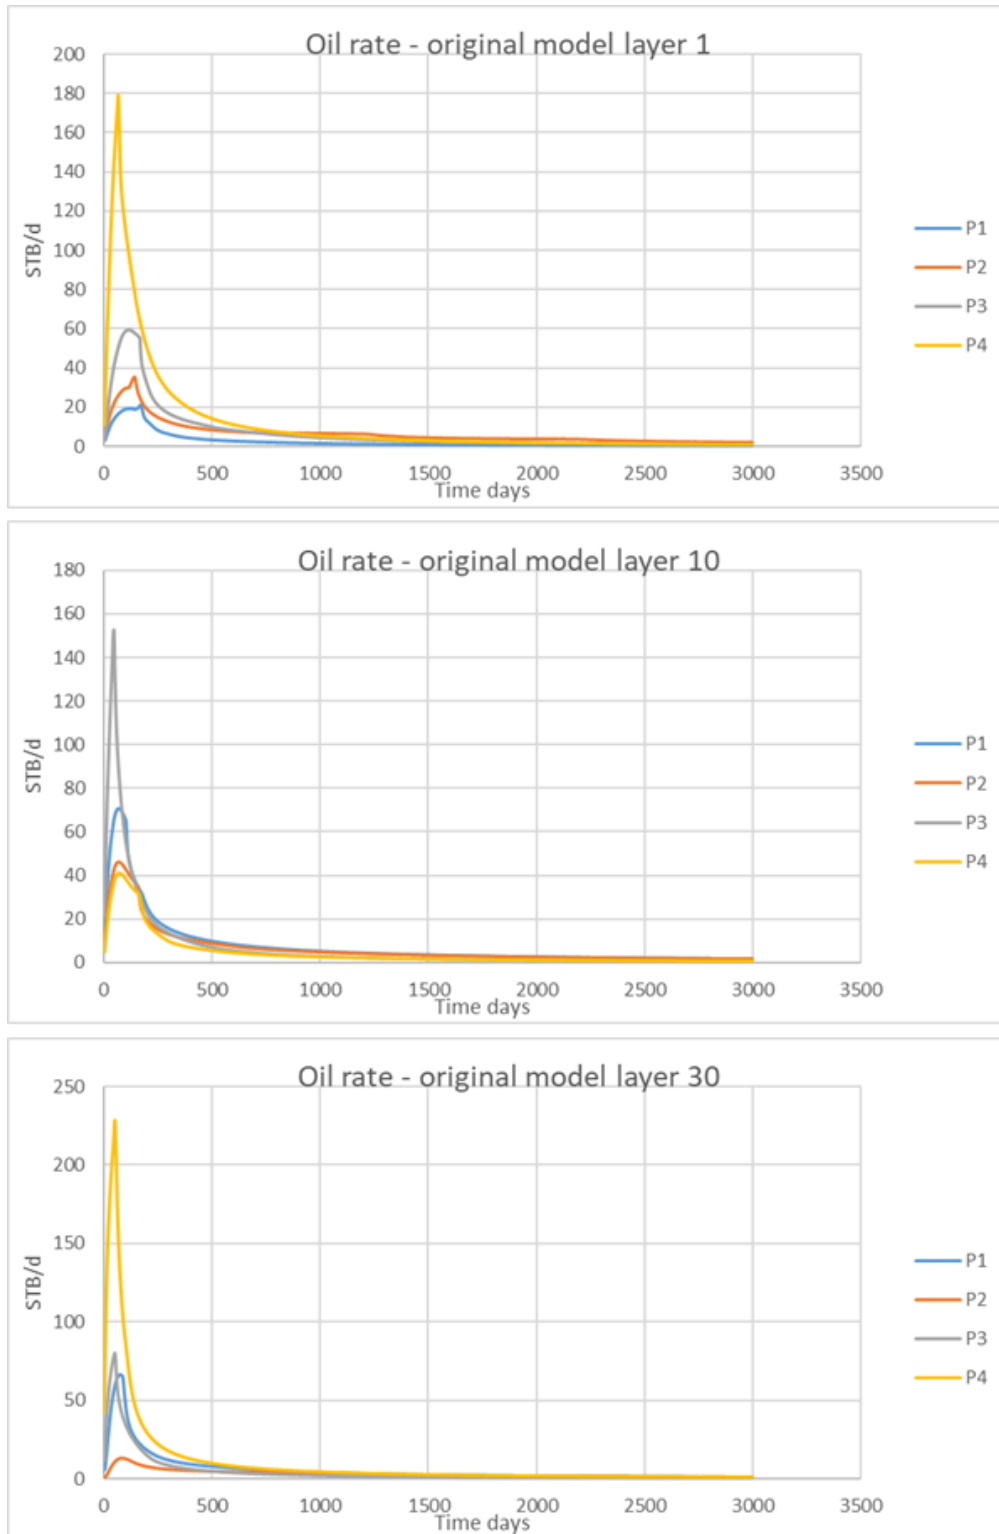 Oil rate - original model layer 1
200
180
160
140
120
100
80
60
40
20
0
STB/d
0 500 1000 1500 2000 2500 3000 3500
Time days
P1
P2
P3
P4
Oil rate - original model layer 10
180
160
140
120
100
80
60
40
20
0
STB/d
0 500 1000 1500 2000 2500 3000 3500
Time days
P1
P2
P3
P4
Oil rate - original model layer 30
250
200
150
100
50
0
STB/d
0 500 1000 1500 2000 2500 3000 3500
Time days
P1
P2
P3
P4